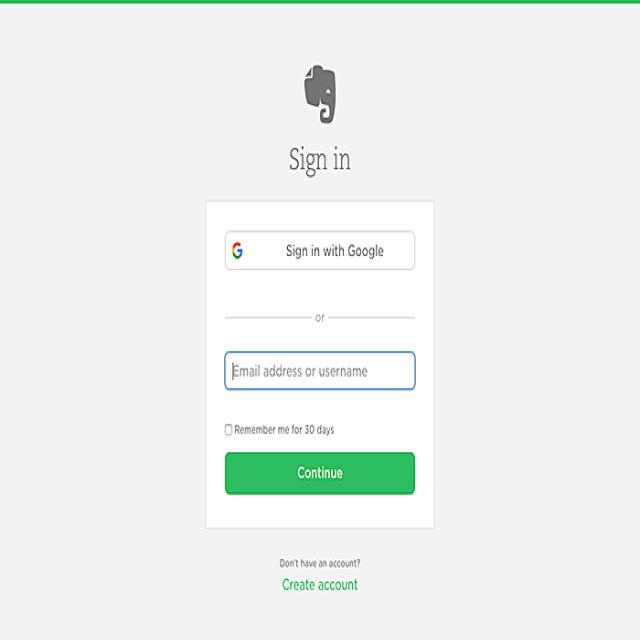 Sign in
Sign in with Google
or
Email address or username
Remember me for 30 days
Continue
Don't have an account?
Create account